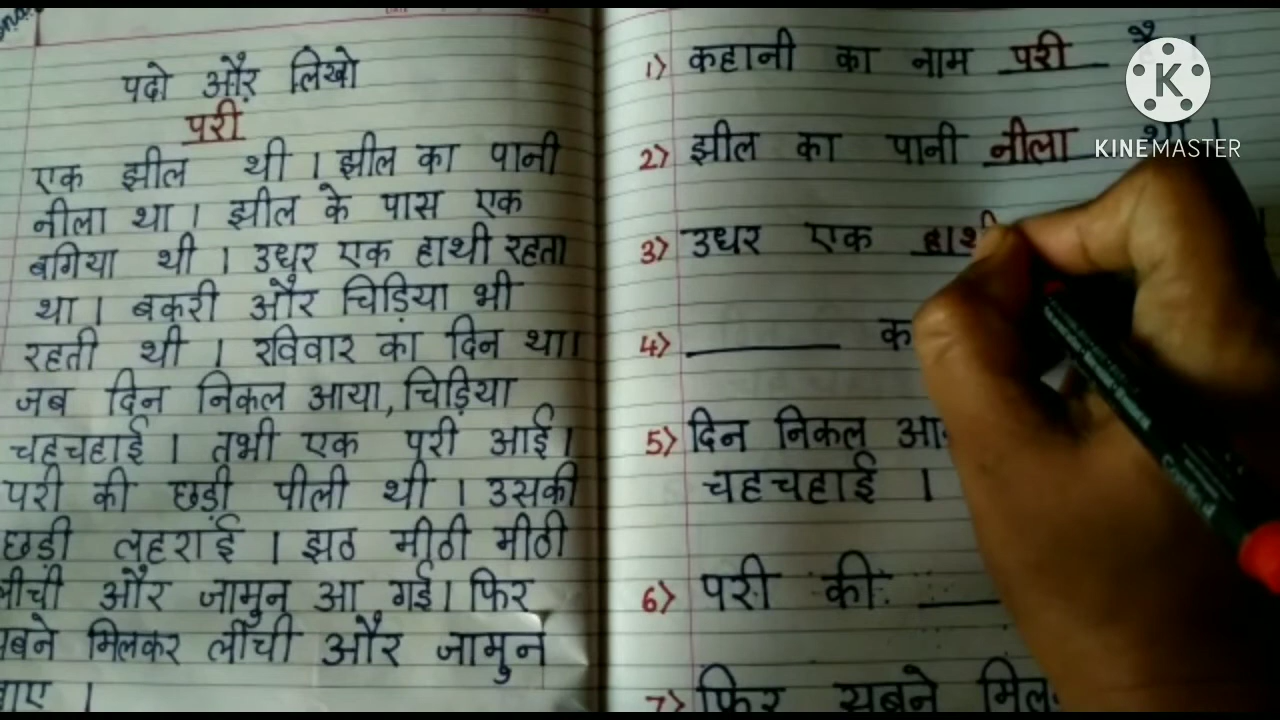 पढो और लिखो
परी
एक झील थी । झील का पानी
नीला था । झील के पास एक
बगिया थी । उधर एक हाथी रहता
था । बकरी और चिड़िया भी
रहती थी । रविवार का दिन था।
जब दिन निकल आया, चिड़िया
चहचहाई । तभी एक परी आई।
परी की छड़ी पीली थी । उसकी
छड़ी लहराई । झठ मीठी मीठी
लीची और जामुन आ गई। फिर
सबने मिलकर लीची और जामुन
खाए ।
1) कहानी का नाम परी है ।
2) झील का पानी नीला था ।
3) उधर एक हाथी
4)
5) दिन निकल
चहचहाई ।
6) परी की
7) फिर सबने
KINEMASTER